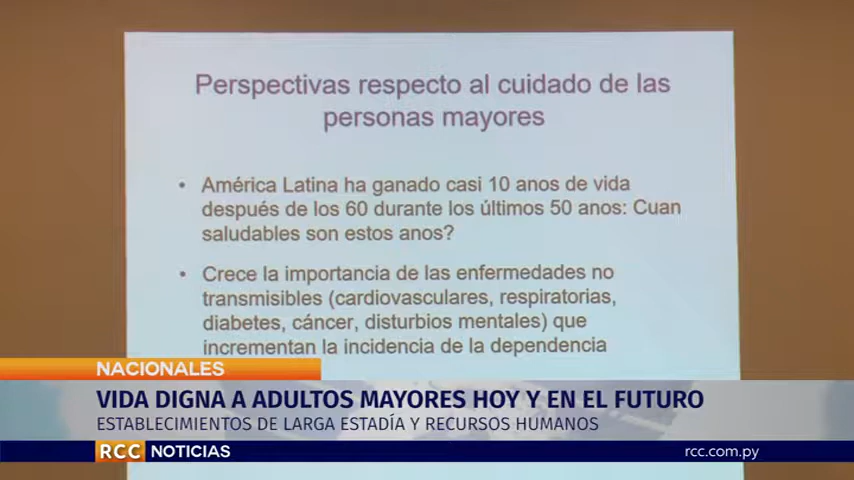 Perspectivas respecto al cuidado de las
personas mayores
• América Latina ha ganado casi 10 anos de vida
después de los 60 durante los últimos 50 anos: Cuan
saludables son estos anos?
• Crece la importancia de las enfermedades no
transmisibles (cardiovasculares, respiratorias,
diabetes, cáncer, disturbios mentales) que
incrementan la incidencia de la dependencia
NACIONALES
VIDA DIGNA A ADULTOS MAYORES HOY Y EN EL FUTURO
ESTABLECIMIENTOS DE LARGA ESTADÍA Y RECURSOS HUMANOS
RCC NOTICIAS
rcc.com.py